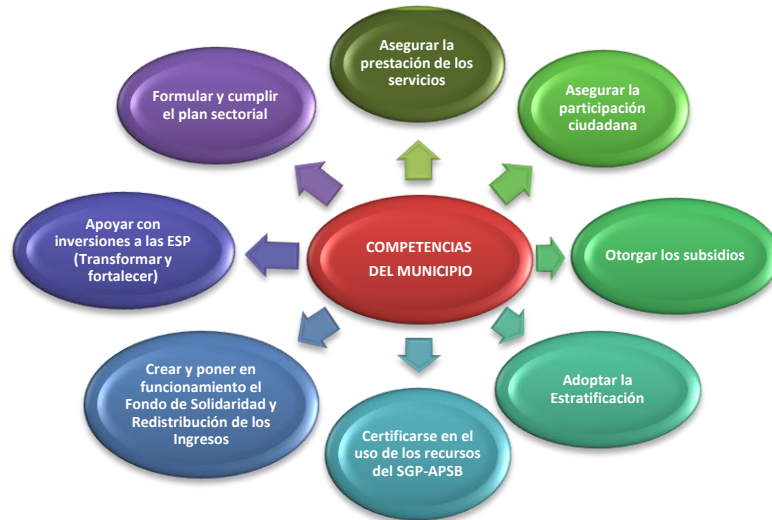 Asegurar la
prestación de los
servicios
Asegurar la
participación
ciudadana
Otorgar los subsidios
Adoptar la
Estratificación
Certificarse en el
uso de los recursos
del SGP-APSB
Crear y poner en
funcionamiento el
Fondo de Solidaridad y
Redistribución de los
Ingresos
Apoyar con
inversiones a las ESP
(Transformar y
fortalecer)
Formular y cumplir
el plan sectorial
COMPETENCIAS
DEL MUNICIPIO